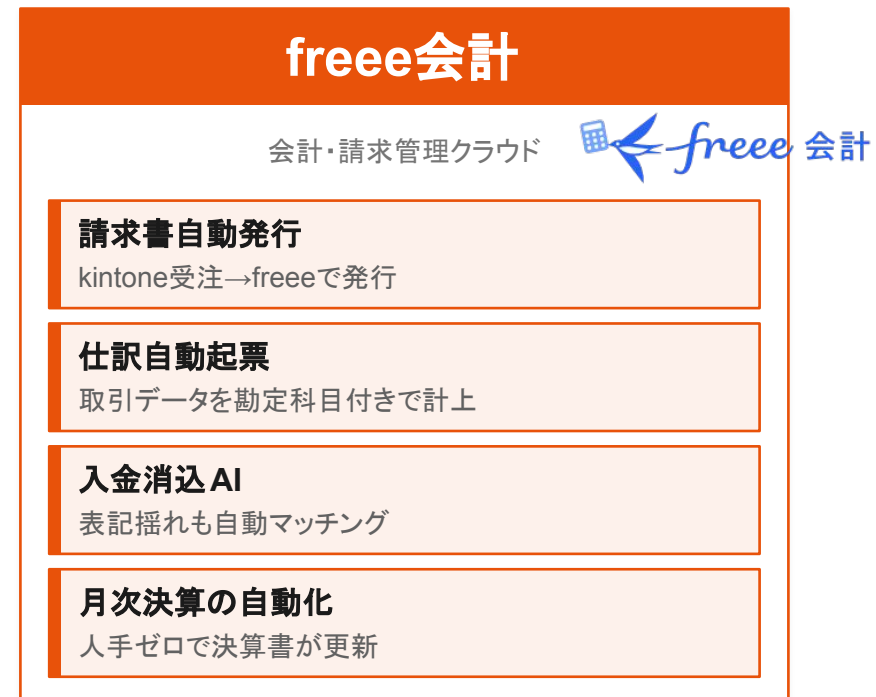 freee会計
会計・請求管理クラウド
freee 会計
請求書自動発行
kintone受注→freeeで発行
仕訳自動起票
取引データを勘定科目付きで計上
入金消込AI
表記揺れも自動マッチング
月次決算の自動化
人手ゼロで決算書が更新